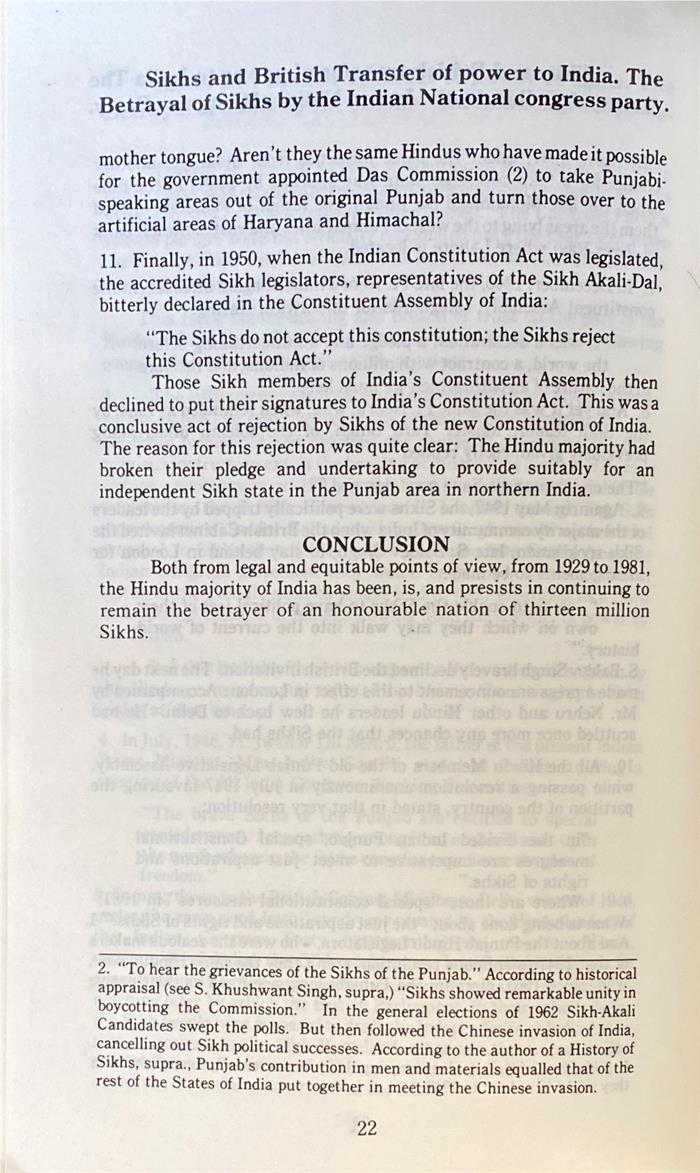 Sikhs and British Transfer of power to India. The
Betrayal of Sikhs by the Indian National congress party.
mother tongue? Aren't they the same Hindus who have made it possible
for the government appointed Das Commission (2) to take Punjabi-
speaking areas out of the original Punjab and turn those over to the
artificial areas of Haryana and Himachal?
11. Finally, in 1950, when the Indian Constitution Act was legislated,
the accredited Sikh legislators, representatives of the Sikh Akali-Dal,
bitterly declared in the Constituent Assembly of India:
"The Sikhs do not accept this constitution; the Sikhs reject
this Constitution Act."
Those Sikh members of India's Constituent Assembly then
declined to put their signatures to India's Constitution Act. This was a
conclusive act of rejection by Sikhs of the new Constitution of India.
The reason for this rejection was quite clear: The Hindu majority had
broken their pledge and undertaking to provide suitably for an
independent Sikh state in the Punjab area in northern India.
CONCLUSION
Both from legal and equitable points of view, from 1929 to 1981,
the Hindu majority of India has been, is, and presists in continuing to
remain the betrayer of an honourable nation of thirteen million
Sikhs.
2. "To hear the grievances of the Sikhs of the Punjab." According to historical
appraisal (see S. Khushwant Singh, supra,) "Sikhs showed remarkable unity in
boycotting the Commission." In the general elections of 1962 Sikh-Akali
Candidates swept the polls. But then followed the Chinese invasion of India,
cancelling out Sikh political successes. According to the author of a History of
Sikhs, supra., Punjab's contribution in men and materials equalled that of the
rest of the States of India put together in meeting the Chinese invasion.
22